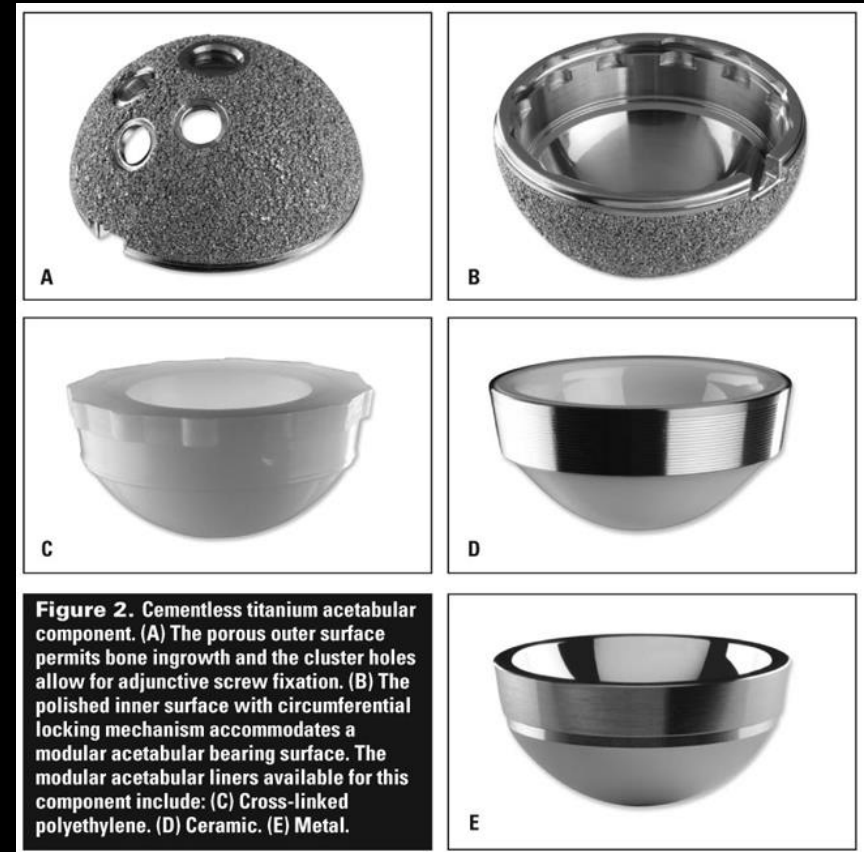 A
B
C
D
Figure 2. Cementless titanium acetabular
component. (A) The porous outer surface
permits bone ingrowth and the cluster holes
allow for adjunctive screw fixation. (B) The
polished inner surface with circumferential
locking mechanism accommodates a
modular acetabular bearing surface. The
modular acetabular liners available for this
component include: (C) Cross-linked
polyethylene. (D) Ceramic. (E) Metal.
E